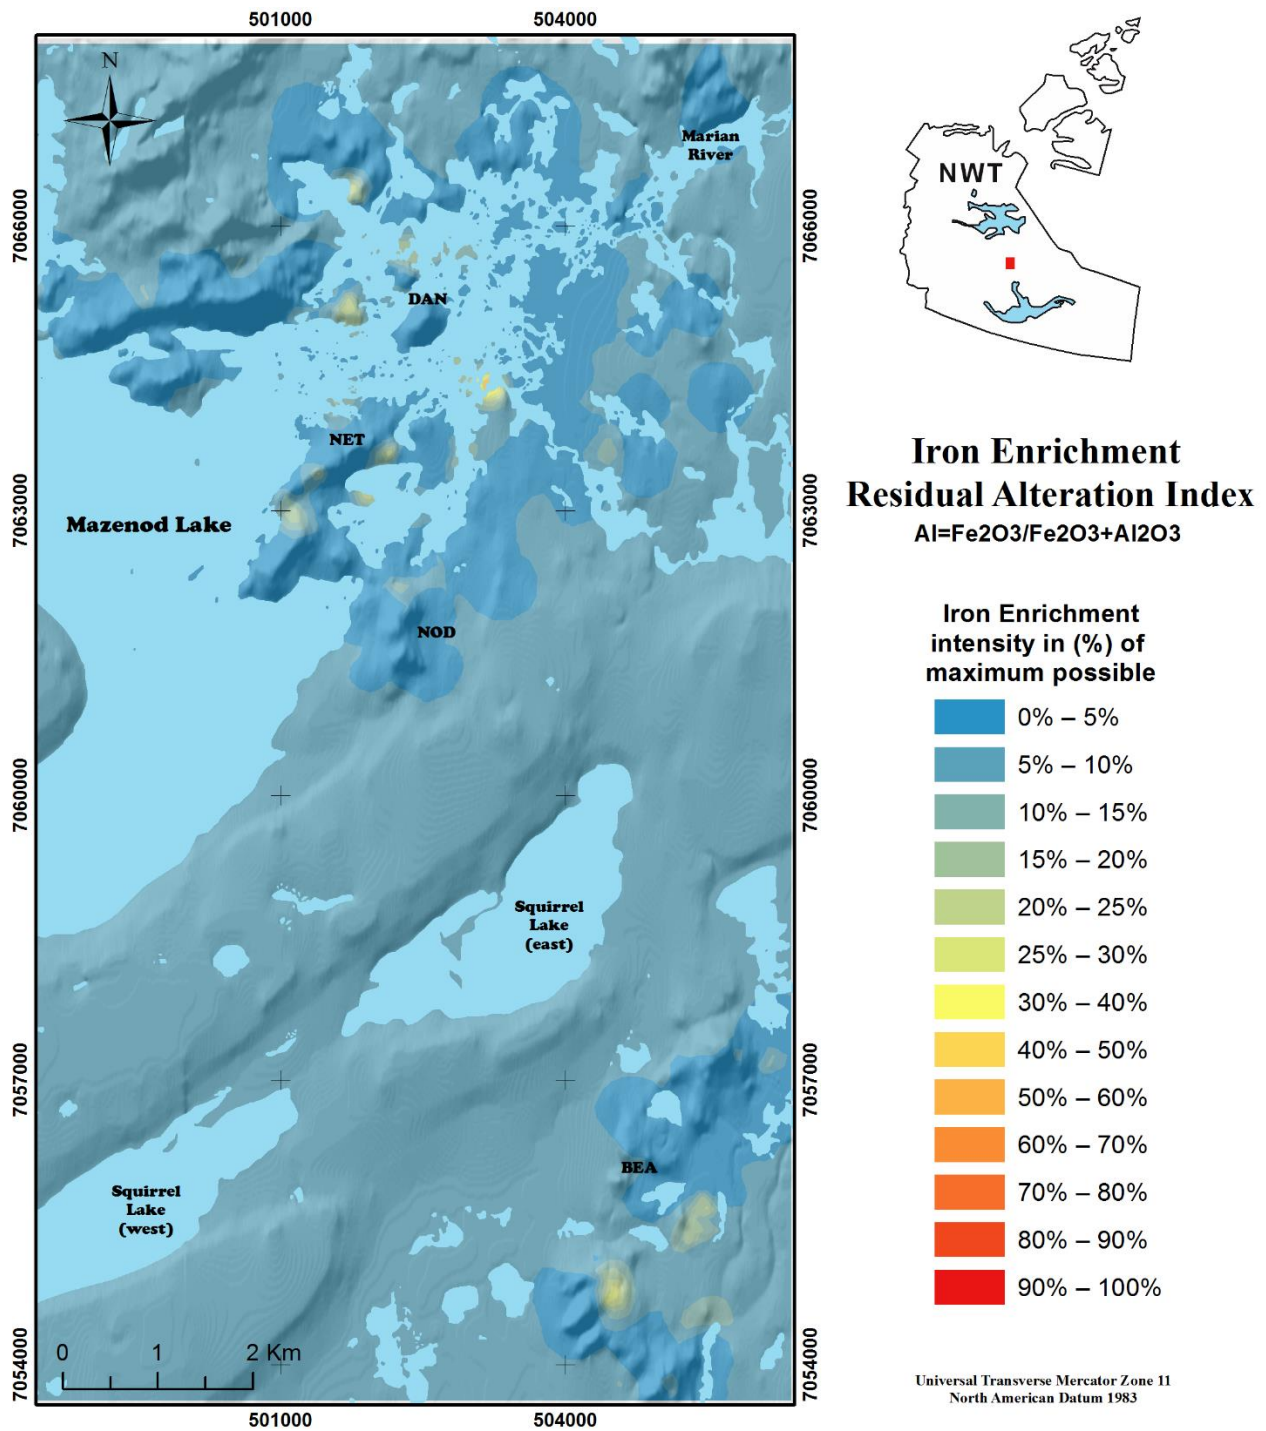 501000
504000
N
NWT
Marian
River
7066000
7066000
DAN
NET
Iron Enrichment
Residual Alteration Index
AI=Fe2O3/Fe2O3+Al2O3
7063000
7063000
Mazenod Lake
NOD
Iron Enrichment
intensity in (%) of
maximum possible
0% – 5%
5% – 10%
10% – 15%
15% – 20%
20% – 25%
25% – 30%
30% – 40%
40% – 50%
50% – 60%
60% – 70%
70% – 80%
80% – 90%
90% – 100%
7060000
7060000
Squirrel
Lake
(east)
7057000
7057000
BEA
Squirrel
Lake
(west)
7054000
7054000
0 1 2 Km
501000
504000
Universal Transverse Mercator Zone 11
North American Datum 1983